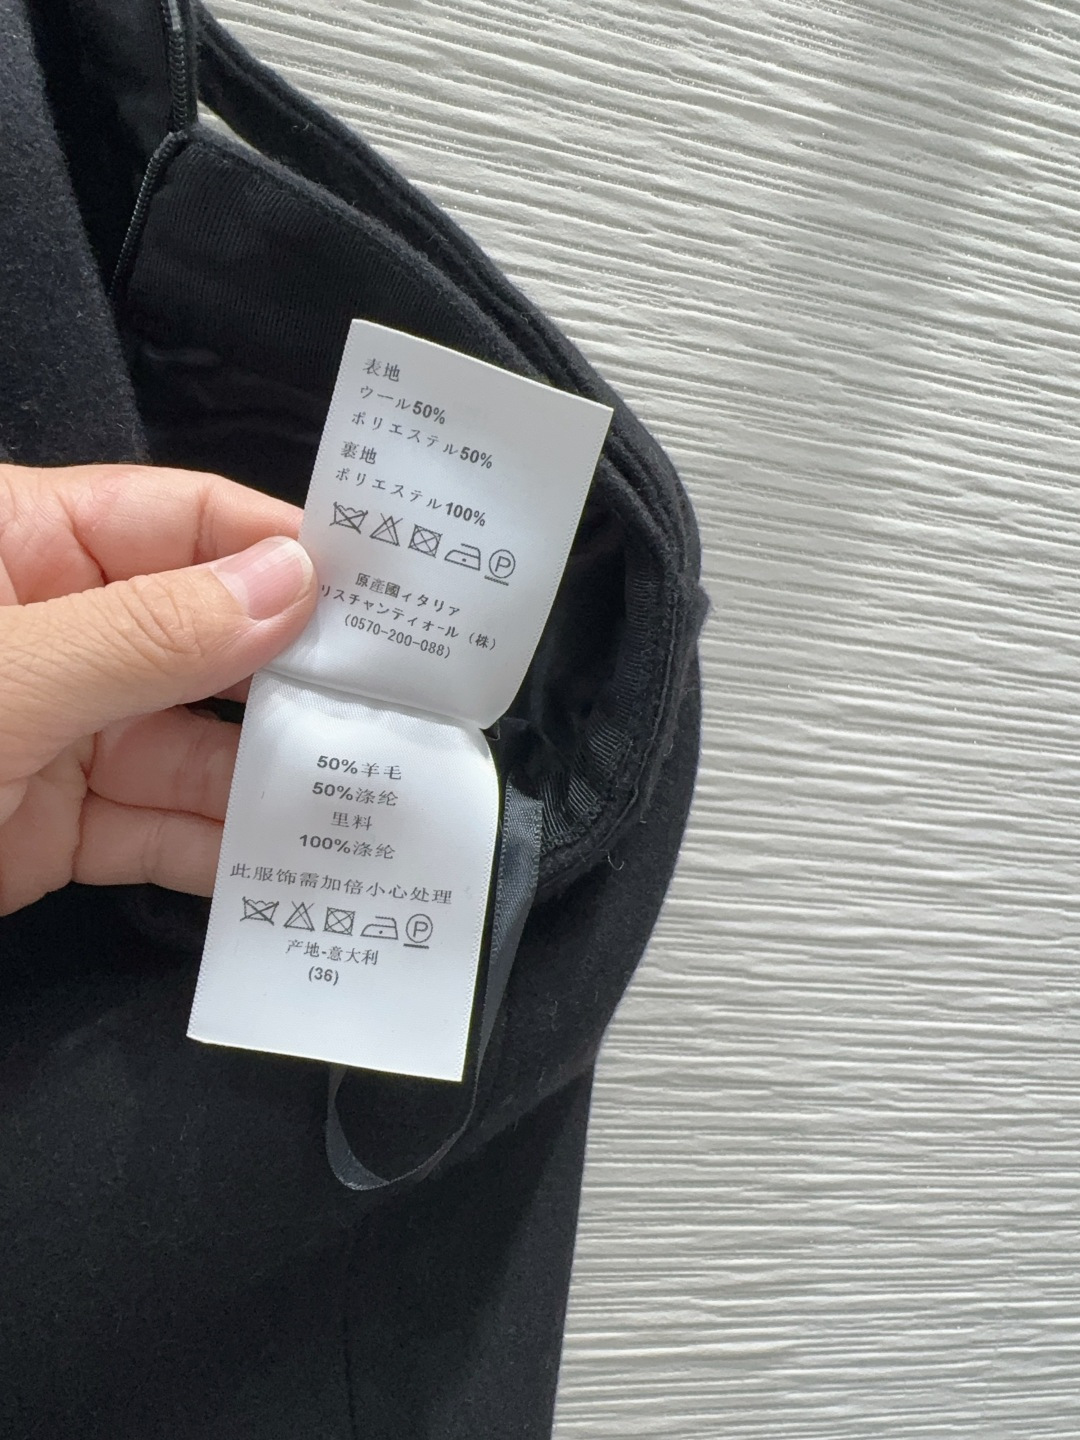 表地
ウール50%
ポリエステル50%
裏地
ポリエステル100%
P
原産國ィタリア
リスチャンティオール（株）
(0570-200-088)
50%羊毛
50%涤纶
里料
100%涤纶
此服饰需加倍小心处理
P
产地-意大利
(36)